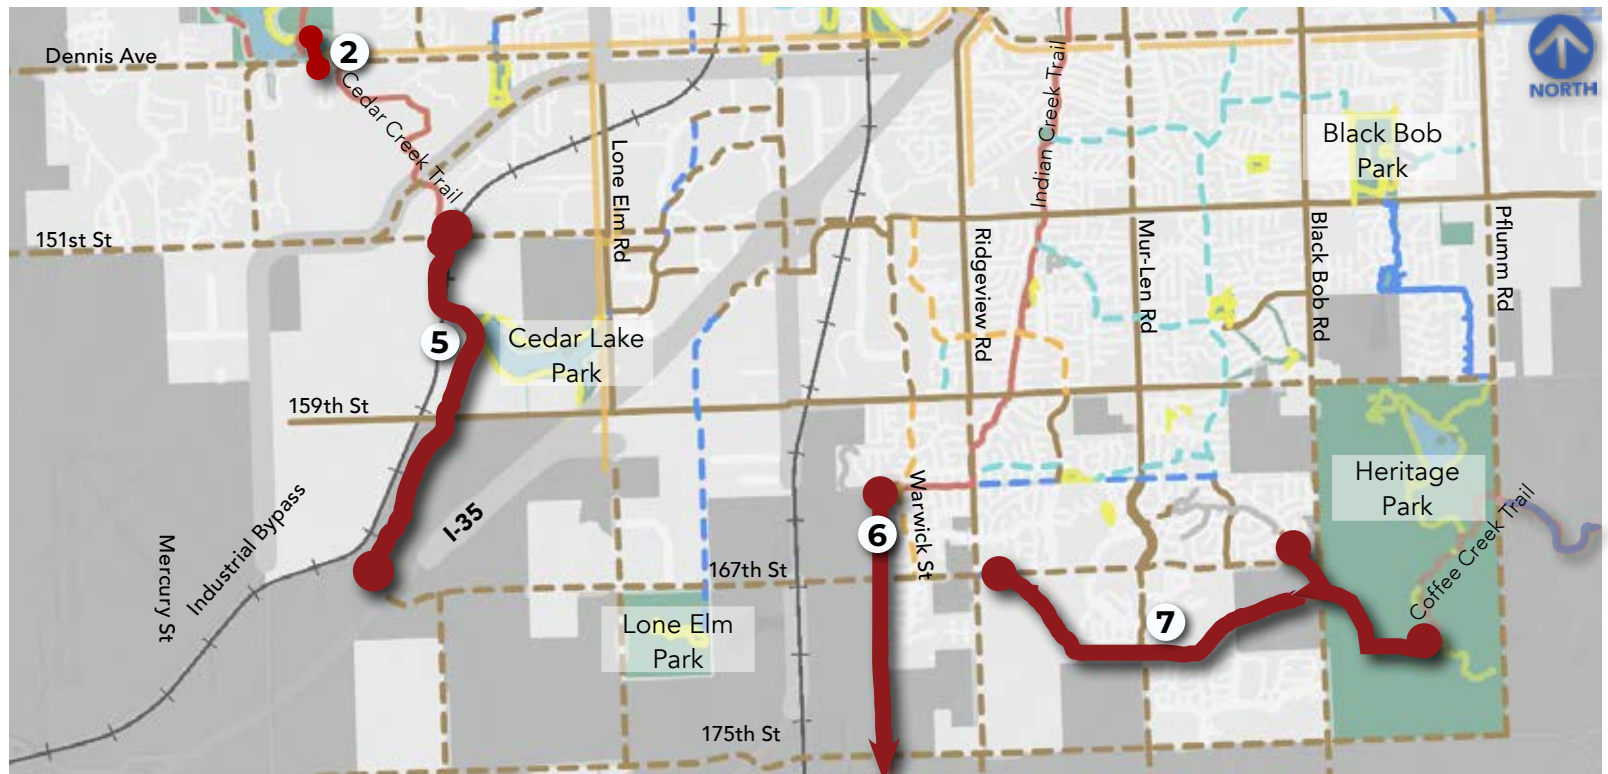 Dennis Ave
2
Cedar Creek Trail
Indian Creek Trail
NORTH
Black Bob
Park
Lone Elm Rd
151st St
Ridgeview Rd
Mur-Len Rd
Black Bob Rd
Pflumm Rd
5
Cedar Lake
Park
159th St
Heritage
Park
Warwick St
I-35
6
Industrial Bypass
Mercury St
167th St
Coffee Creek Trail
Lone Elm
Park
7
175th St